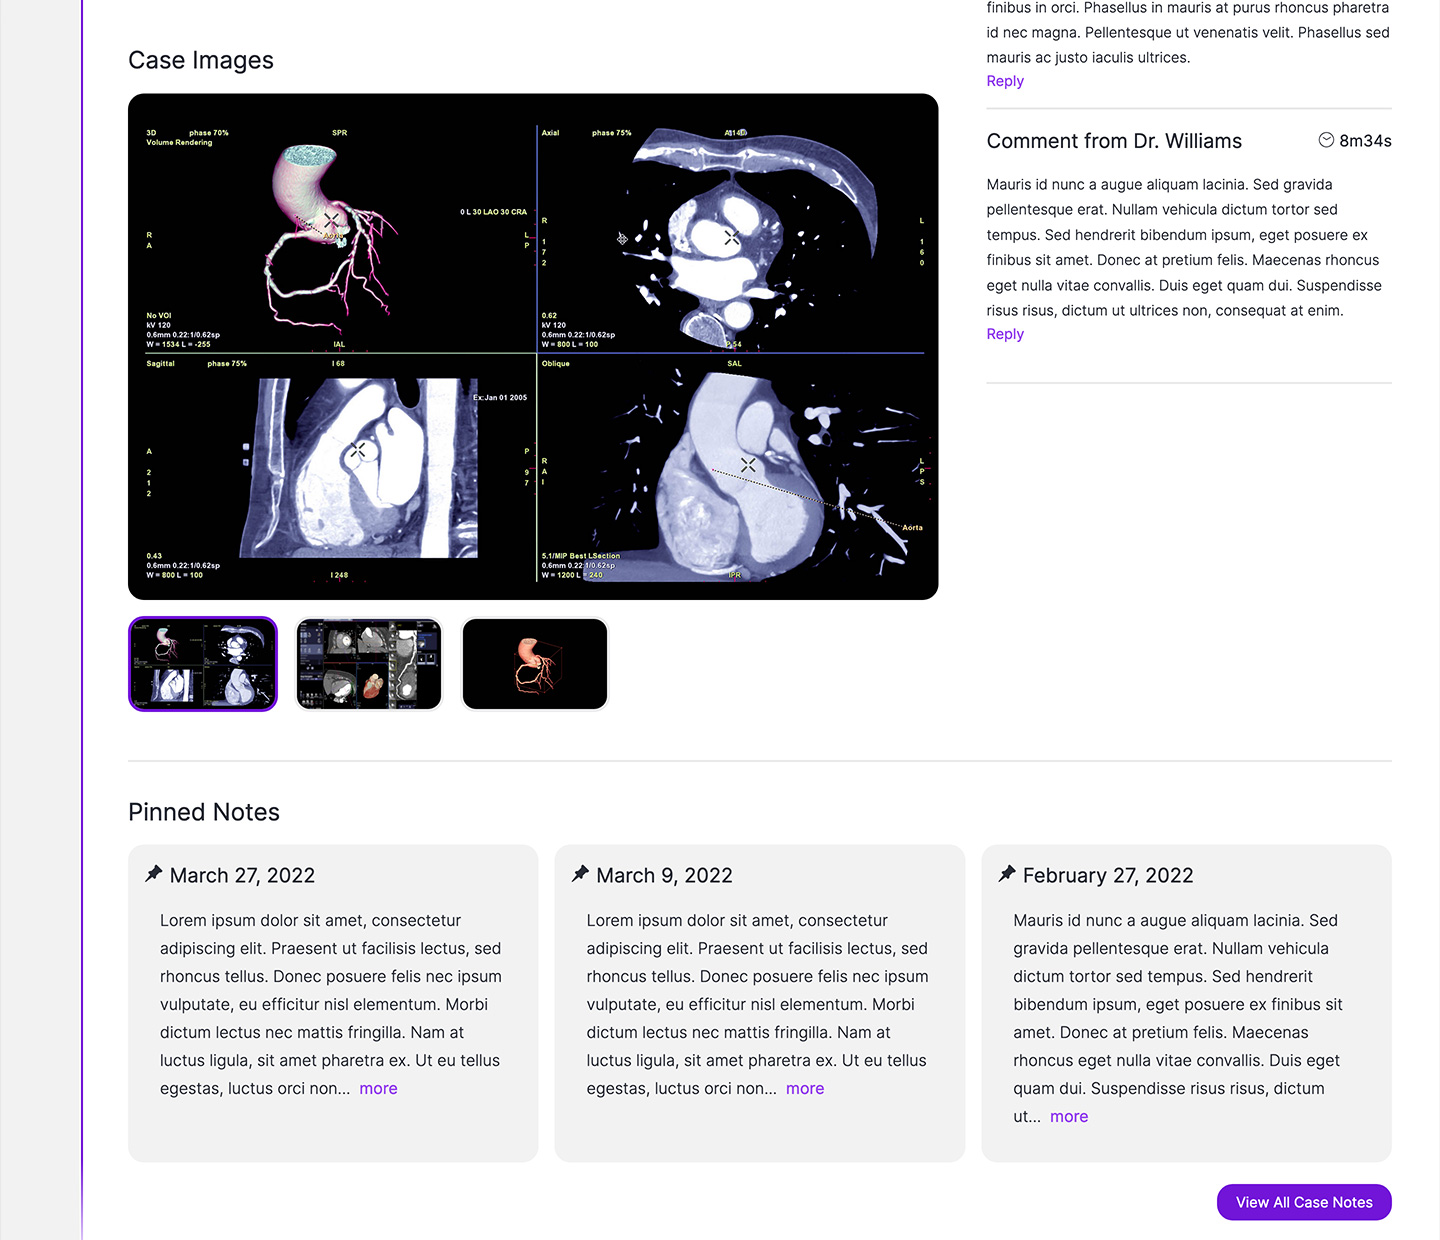 finibus in orci. Phasellus in mauris at purus rhoncus pharetra
id nec magna. Pellentesque ut venenatis velit. Phasellus sed
mauris ac justo iaculis ultrices.
Reply
Case Images
3D phase 70% SPR
Volume Rendering
0 L 30 LAO 30 CRA
R
A
L
P
Aorta
No VOI
kV 120
0.6mm 0.22:1/0.62sp
W = 1534 L = -255
IAL
Axial phase 75%
R
1
7
2
L
1
6
0
0.62
kV 120
0.6mm 0.22:1/0.62sp
W = 800 L = 100
P 54
Sagittal phase 75% I 68
Ex:Jan 01 2005
A
2
1
2
P
9
7
0.43
0.6mm 0.22:1/0.62sp
W = 800 L = 100
I 248
Oblique SAL
R
A
I
L
P
S
Aorta
5.1/MIP Best LSection
0.6mm 0.22:1/0.62sp
W = 1200 L = 240
IPR
Comment from Dr. Williams 8m34s
Mauris id nunc a augue aliquam lacinia. Sed gravida
pellentesque erat. Nullam vehicula dictum tortor sed
tempus. Sed hendrerit bibendum ipsum, eget posuere ex
finibus sit amet. Donec at pretium felis. Maecenas rhoncus
eget nulla vitae convallis. Duis eget quam dui. Suspendisse
risus risus, dictum ut ultrices non, consequat at enim.
Reply
Pinned Notes
March 27, 2022
Lorem ipsum dolor sit amet, consectetur
adipiscing elit. Praesent ut facilisis lectus, sed
rhoncus tellus. Donec posuere felis nec ipsum
vulputate, eu efficitur nisl elementum. Morbi
dictum lectus nec mattis fringilla. Nam at
luctus ligula, sit amet pharetra ex. Ut eu tellus
egestas, luctus orci non... more
March 9, 2022
Lorem ipsum dolor sit amet, consectetur
adipiscing elit. Praesent ut facilisis lectus, sed
rhoncus tellus. Donec posuere felis nec ipsum
vulputate, eu efficitur nisl elementum. Morbi
dictum lectus nec mattis fringilla. Nam at
luctus ligula, sit amet pharetra ex. Ut eu tellus
egestas, luctus orci non... more
February 27, 2022
Mauris id nunc a augue aliquam lacinia. Sed
gravida pellentesque erat. Nullam vehicula
dictum tortor sed tempus. Sed hendrerit
bibendum ipsum, eget posuere ex finibus sit
amet. Donec at pretium felis. Maecenas
rhoncus eget nulla vitae convallis. Duis eget
quam dui. Suspendisse risus risus, dictum
ut... more
View All Case Notes